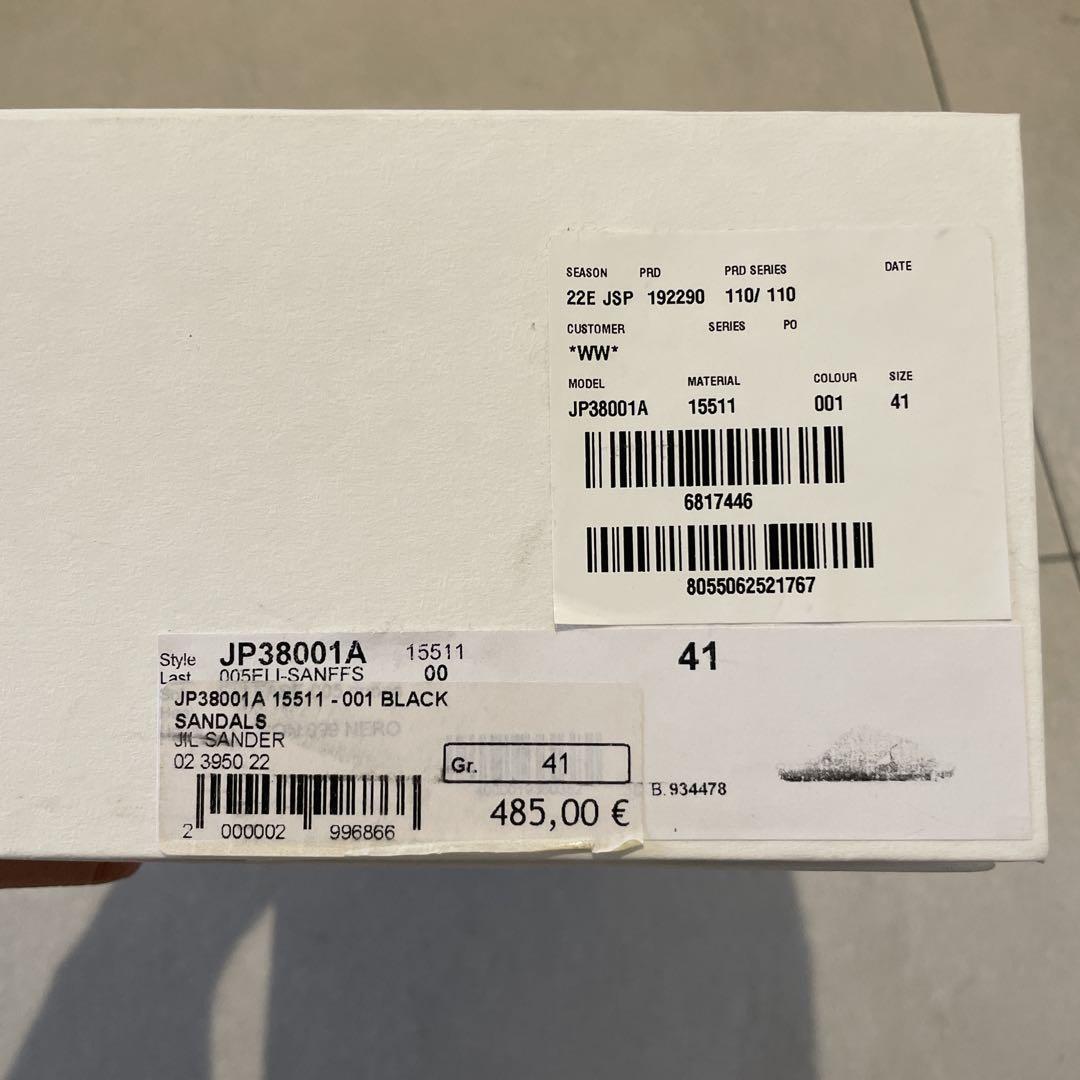 SEASON PRD PRD SERIES DATE
22E JSP 192290 110/ 110
CUSTOMER SERIES PO
*WW*
MODEL MATERIAL COLOUR SIZE
JP38001A 15511 001 41
6817446
8055062521767
Style JP38001A 15511 41
Last 005ELI-SANFFS 00
JP38001A 15511 - 001 BLACK
SANDALS
JIL SANDER
02 3950 22
Gr. 41
485,00 €
2 000002 996866
999 NERO
B. 934478